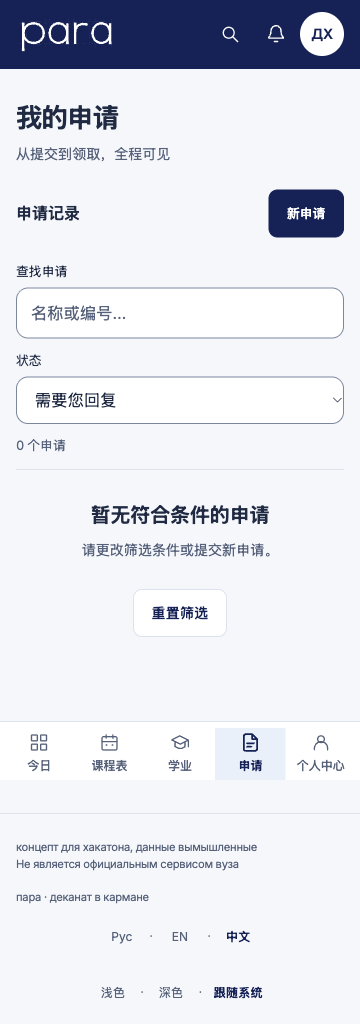 para
ДХ
我的申请
从提交到领取，全程可见
申请记录
新申请
查找申请
名称或编号...
状态
需要您回复
0 个申请
暂无符合条件的申请
请更改筛选条件或提交新申请。
重置筛选
今日
课程表
学业
申请
个人中心
концепт для хакатона, данные вымышленные
Не является официальным сервисом вуза
пара · деканат в кармане
Рус · EN · 中文
浅色 · 深色 · 跟随系统